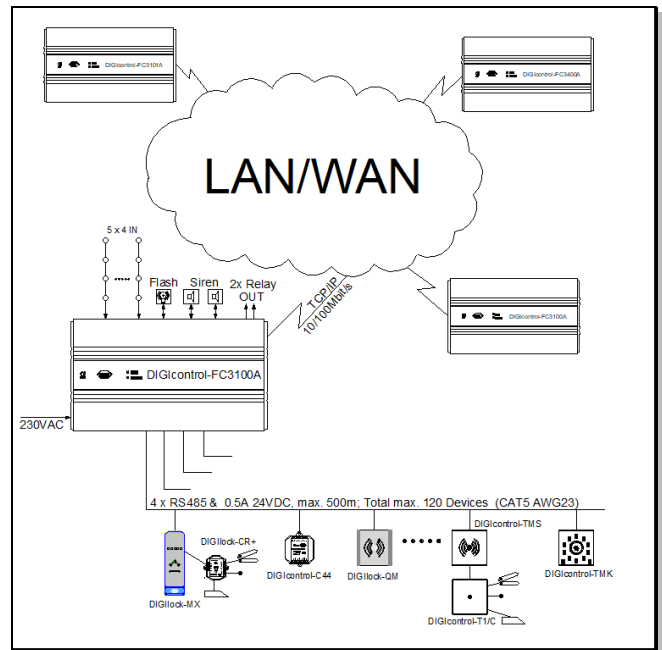 DIGIcontrol-FC3101A
DIGIcontrol-FC3400A
LAN/WAN
5 x 4 IN
Flash Siren 2x Relay
OUT
TCP/IP
10/100Mbit/s
DIGIcontrol-FC3100A
DIGIcontrol-FC3100A
230VAC
4 x RS485 & 0.5A 24VDC, max. 500m; Total max. 120 Devices (CAT5 AWG23)
DIGIcontrol-TMS
DIGIlock-CR+
DIGIcontrol-C44
DIGIlock-QM
DIGIcontrol-TMK
DIGIlock-MX
DIGIcontrol-T1/C